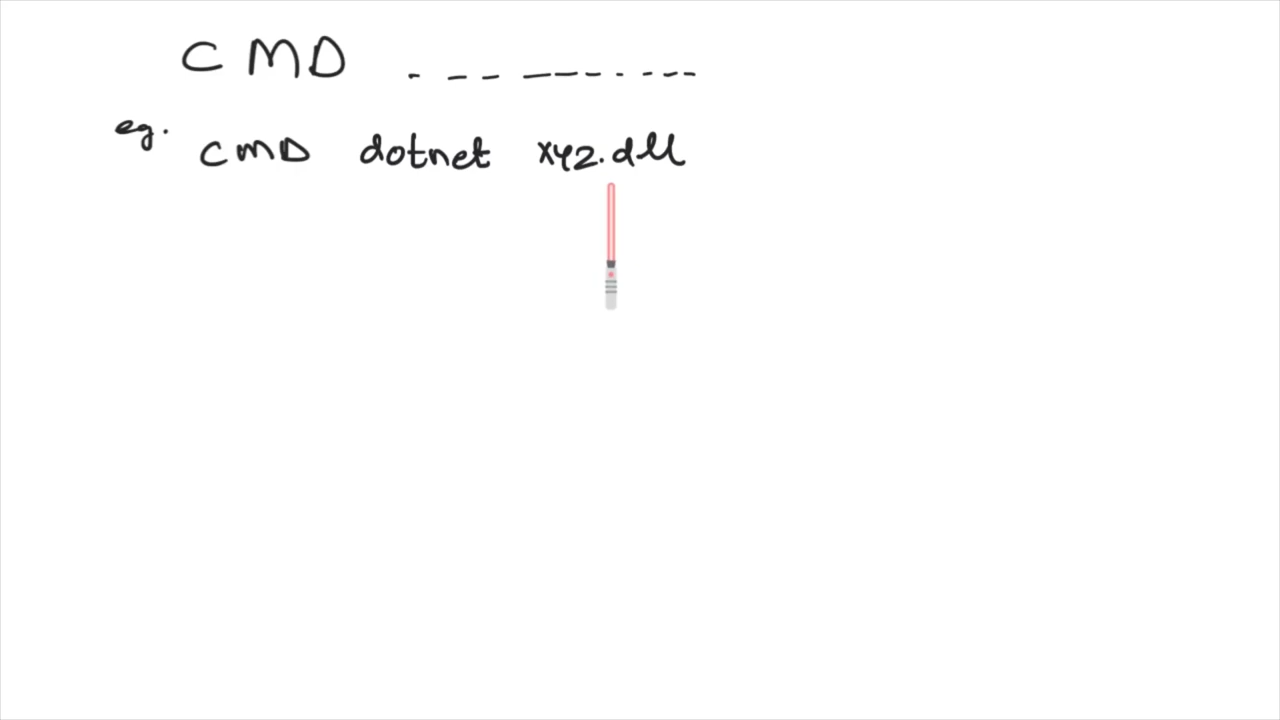 CMD _ _ _ _ _ _ _ _ _ _
eg.
CMD dotnet xyz.dll